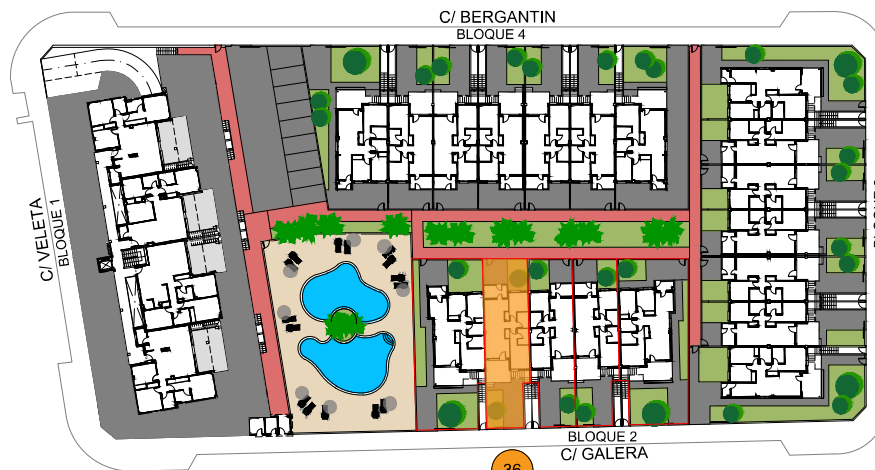 C/ BERGANTIN
BLOQUE 4
C/ VELETA
BLOQUE 1
BLOQUE 2
C/ GALERA
36